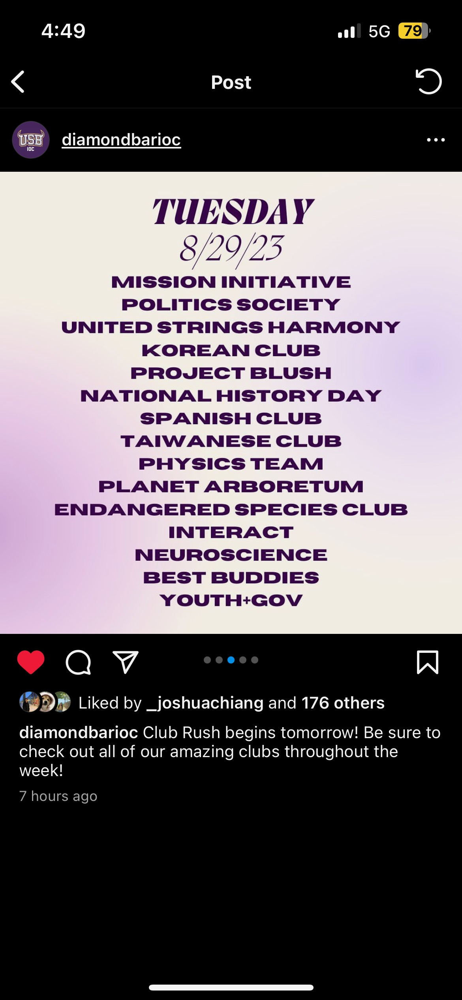 4:49
5G 79
Post
USB
IOC
diamondbarioc
TUESDAY
8/29/23
MISSION INITIATIVE
POLITICS SOCIETY
UNITED STRINGS HARMONY
KOREAN CLUB
PROJECT BLUSH
NATIONAL HISTORY DAY
SPANISH CLUB
TAIWANESE CLUB
PHYSICS TEAM
PLANET ARBORETUM
ENDANGERED SPECIES CLUB
INTERACT
NEUROSCIENCE
BEST BUDDIES
YOUTH+GOV
Liked by _joshuachiang and 176 others
diamondbarioc Club Rush begins tomorrow! Be sure to
check out all of our amazing clubs throughout the
week!
7 hours ago